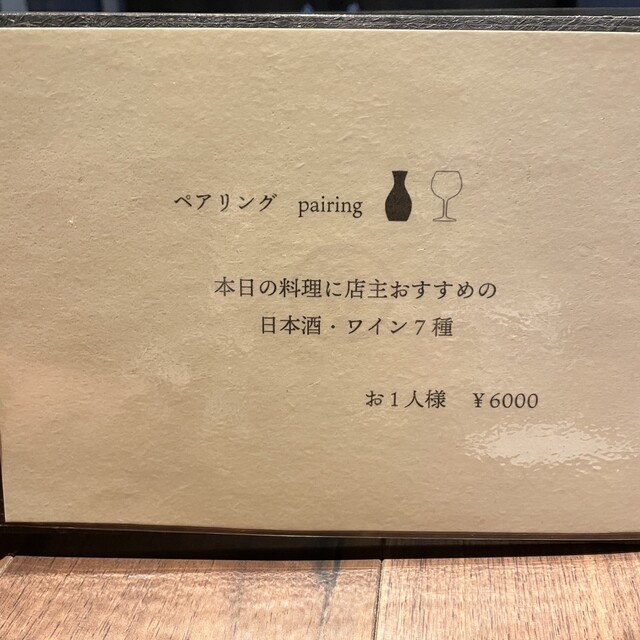 ペアリング　pairing
本日の料理に店主おすすめの
日本酒・ワイン７種
お１人様　￥6000